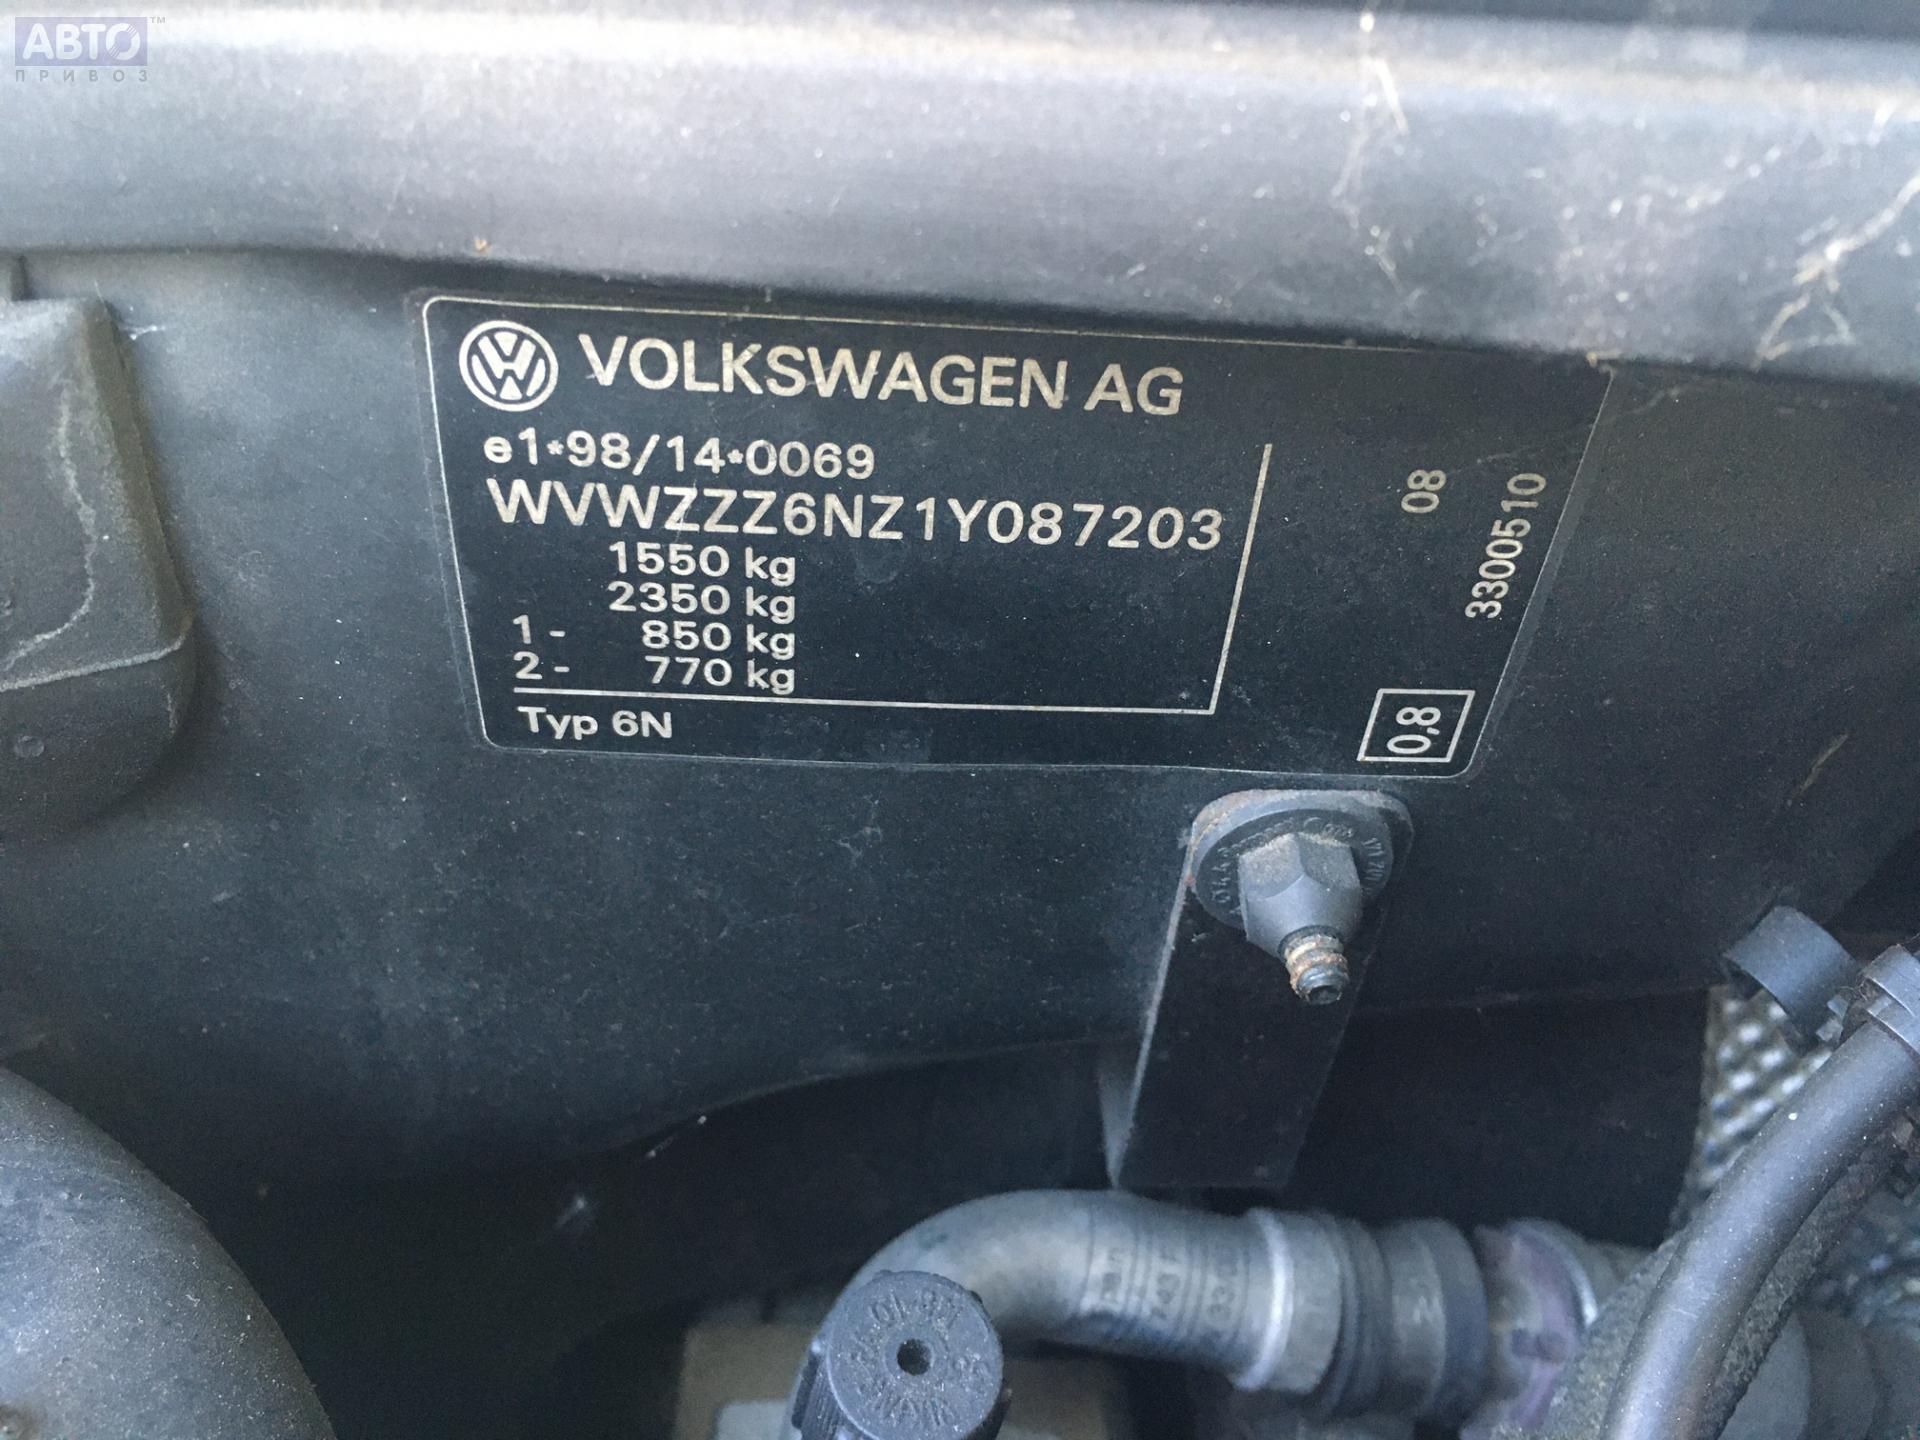 АВТО™
ПРИВОЗ
VOLKSWAGEN AG
e1*98/14*0069
WVWZZZ6NZ1Y087203
1550 kg
2350 kg
1- 850 kg
2- 770 kg
Typ 6N
08
3300510
0,8